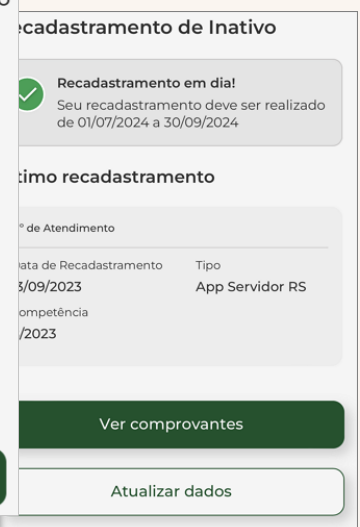 ecadastramento de Inativo
Recadastramento em dia!
Seu recadastramento deve ser realizado
de 01/07/2024 a 30/09/2024
timo recadastramento
º de Atendimento
ata de Recadastramento Tipo
3/09/2023 App Servidor RS
ompetência
/2023
Ver comprovantes
Atualizar dados